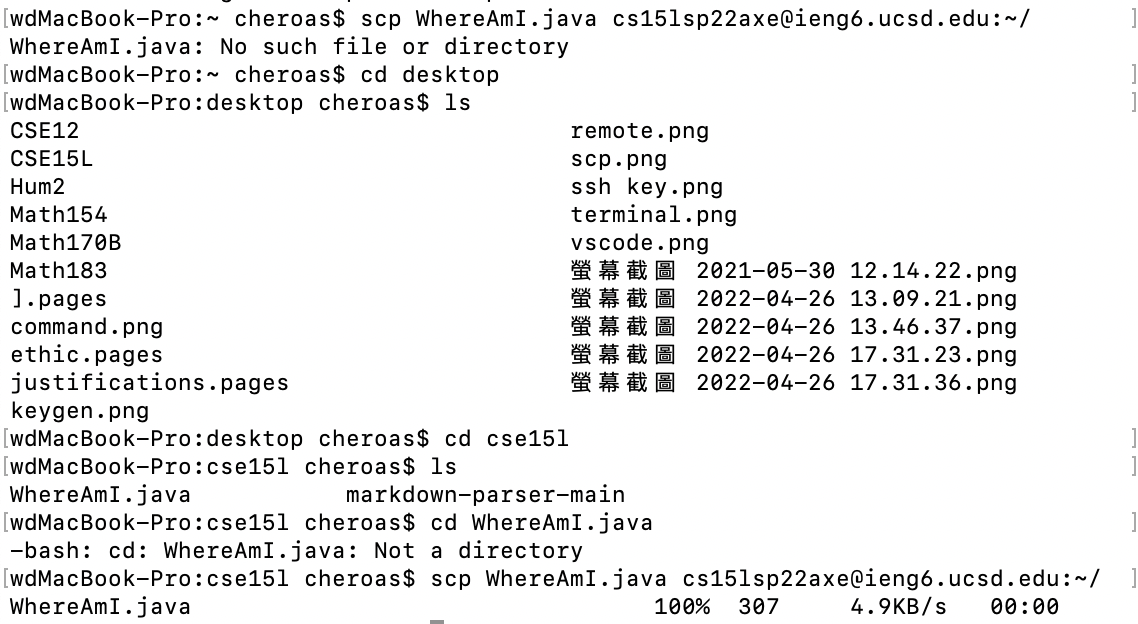 [wdMacBook-Pro:~ cheroas$ scp WhereAmI.java cs15lsp22axe@ieng6.ucsd.edu:~/ ]
WhereAmI.java: No such file or directory
[wdMacBook-Pro:~ cheroas$ cd desktop ]
[wdMacBook-Pro:desktop cheroas$ ls ]
CSE12 remote.png
CSE15L scp.png
Hum2 ssh key.png
Math154 terminal.png
Math170B vscode.png
Math183 螢幕截圖 2021-05-30 12.14.22.png
].pages 螢幕截圖 2022-04-26 13.09.21.png
command.png 螢幕截圖 2022-04-26 13.46.37.png
ethic.pages 螢幕截圖 2022-04-26 17.31.23.png
justifications.pages 螢幕截圖 2022-04-26 17.31.36.png
keygen.png
[wdMacBook-Pro:desktop cheroas$ cd cse15l ]
[wdMacBook-Pro:cse15l cheroas$ ls ]
WhereAmI.java markdown-parser-main
[wdMacBook-Pro:cse15l cheroas$ cd WhereAmI.java ]
-bash: cd: WhereAmI.java: Not a directory
[wdMacBook-Pro:cse15l cheroas$ scp WhereAmI.java cs15lsp22axe@ieng6.ucsd.edu:~/ ]
WhereAmI.java 100% 307 4.9KB/s 00:00